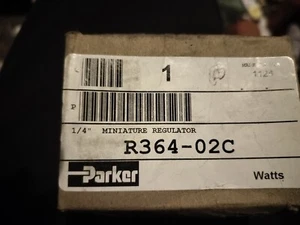 1
P
1/4" MINIATURE REGULATOR
R364-02C
Parker
Watts